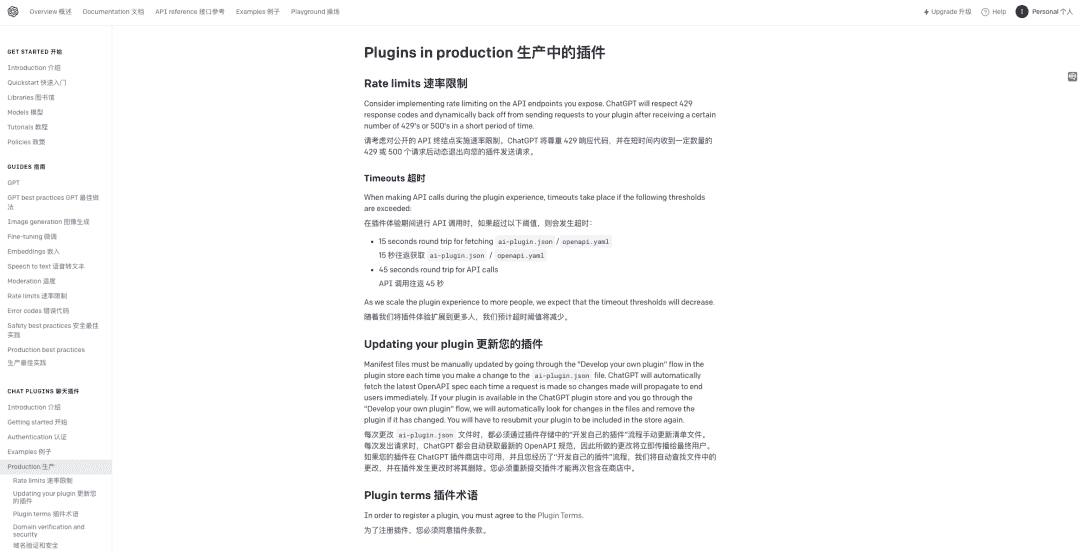 Overview 概述 Documentation 文档 API reference 接口参考 Examples 例子 Playground 操场 Upgrade 升级 Help I Personal 个人
GET STARTED 开始
Introduction 介绍
Quickstart 快速入门
Libraries 图书馆
Models 模型
Tutorials 教程
Policies 政策
GUIDES 指南
GPT
GPT best practices GPT 最佳做
法
Image generation 图像生成
Fine-tuning 微调
Embeddings 嵌入
Speech to text 语音转文本
Moderation 适度
Rate limits 速率限制
Error codes 错误代码
Safety best practices 安全最佳
实践
Production best practices
生产最佳实践
CHAT PLUGINS 聊天插件
Introduction 介绍
Getting started 开始
Authentication 认证
Examples 例子
Production 生产
Rate limits 速率限制
Updating your plugin 更新您
的插件
Plugin terms 插件术语
Domain verification and
security
域名验证和安全
Plugins in production 生产中的插件
Rate limits 速率限制
Consider implementing rate limiting on the API endpoints you expose. ChatGPT will respect 429
response codes and dynamically back off from sending requests to your plugin after receiving a certain
number of 429's or 500's in a short period of time.
请考虑对公开的 API 终结点实施速率限制。ChatGPT 将尊重 429 响应代码，并在短时间内收到一定数量的
429 或 500 个请求后动态退出向您的插件发送请求。
Timeouts 超时
When making API calls during the plugin experience, timeouts take place if the following thresholds
are exceeded:
在插件体验期间进行 API 调用时，如果超过以下阈值，则会发生超时：
15 seconds round trip for fetching ai-plugin.json / openapi.yaml
15 秒往返获取 ai-plugin.json / openapi.yaml
45 seconds round trip for API calls
API 调用往返 45 秒
As we scale the plugin experience to more people, we expect that the timeout thresholds will decrease.
随着我们将插件体验扩展到更多人，我们预计超时阈值将减少。
Updating your plugin 更新您的插件
Manifest files must be manually updated by going through the "Develop your own plugin" flow in the
plugin store each time you make a change to the ai-plugin.json file. ChatGPT will automatically
fetch the latest OpenAPI spec each time a request is made so changes made will propagate to end
users immediately. If your plugin is available in the ChatGPT plugin store and you go through the
"Develop your own plugin" flow, we will automatically look for changes in the files and remove the
plugin if it has changed. You will have to resubmit your plugin to be included in the store again.
每次更改 ai-plugin.json 文件时，都必须通过插件存储中的"开发自己的插件"流程手动更新清单文件。
每次发出请求时，ChatGPT 都会自动获取最新的 OpenAPI 规范，因此所做的更改将立即传播给最终用户。
如果您的插件在 ChatGPT 插件商店中可用，并且您经历了"开发自己的插件"流程，我们将自动查找文件中的
更改，并在插件发生更改时将其删除。您必须重新提交插件才能再次包含在商店中。
Plugin terms 插件术语
In order to register a plugin, you must agree to the Plugin Terms.
为了注册插件，您必须同意插件条款。